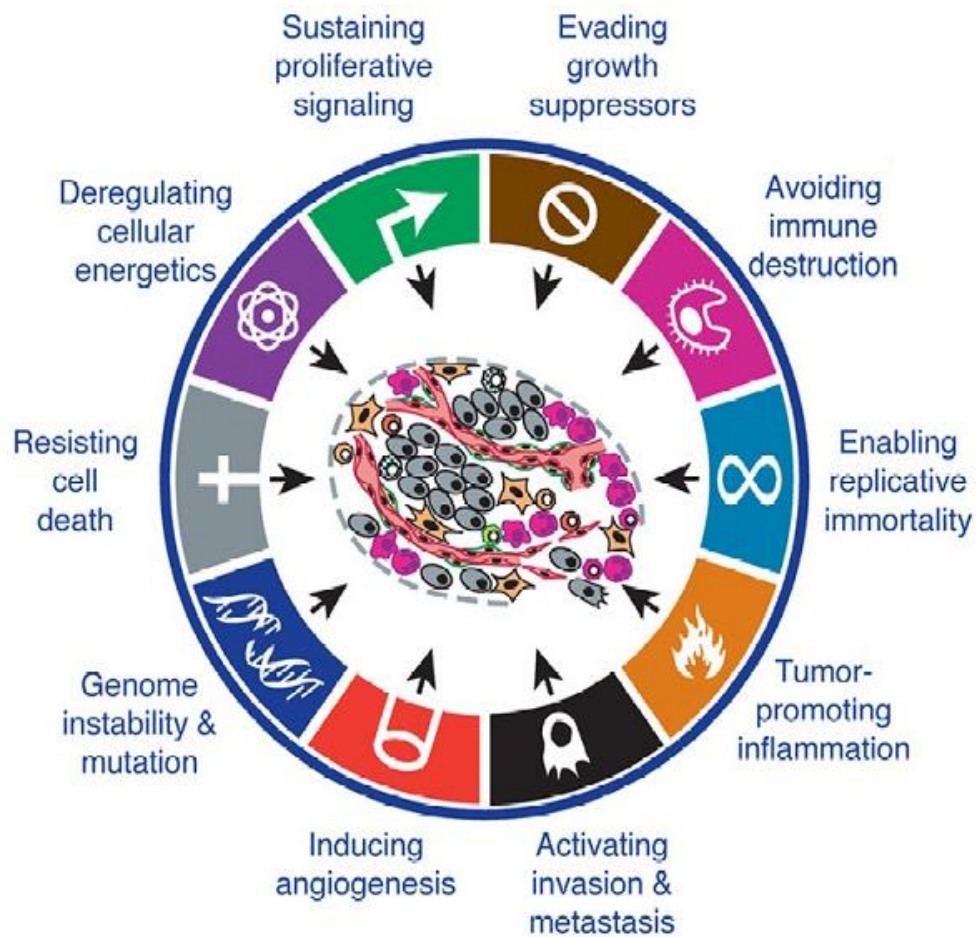 Sustaining
proliferative
signaling
Evading
growth
suppressors
Avoiding
immune
destruction
Enabling
replicative
immortality
Tumor-
promoting
inflammation
Activating
invasion &
metastasis
Inducing
angiogenesis
Genome
instability &
mutation
Resisting
cell
death
Deregulating
cellular
energetics